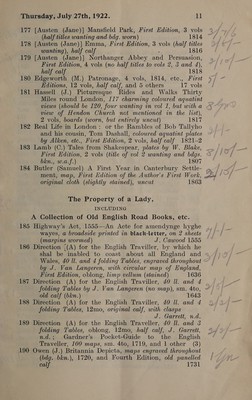 Thursday, July 27th, 1922. 11
177 [Austen (Jane)] Mansfield Park, First Edition, 3 vols
(half titles wanting and bdg. worn) 1814
178 [Austen (Jane)] Emma, First Edition, 3 vols (half titles
wanting), half calf 1816
179 [Austen (Jane)] Northanger Abbey and Persuasion,
First Edition, 4 vols (no half titles to vols 2, 3 and 4),
half calf 1818
180 Edgeworth (M.) Patronage, 4 vols, 1814, etc., First
Editions, 12 vols, half calf, and 5 others 17 vols
181 Hassell (J.) Picturesque Rides and Walks Thirty
Miles round London, 117 charming coloured aquatint
views (should be 120, four wanting in vol 1, but with a
view of Hendon Church not mentioned in the list),
2 vols, boards (worn, but entirely uncut) 1817
182 Real Life in London: or the Rambles of Bob Tallyho
and his cousin, Tom Dashall, coloured aquatint plates
by Alken, etc., First Edition, 2 vols, half calf 1821-2
183 Lamb (C.) Tales from Shakespear, plates by W. Blake,
First Edition, 2 vols (title of vol 2 wanting and bdgs.
bkn., w.a.f.) 1807
184 Butler (Samuel) A First Year in Canterbury Settle-
ment, map, First Edition of the Author's First Work,
original cloth (slightly stained), uncut 1863
The Property of a Lady,
INCLUDING
A Collection of Old English Road Books, etc.
185 Highway's Act, 1555—An Acte for amendynge hyghe
wayes, a broadside printed in black-letter, on 2 sheets
(margins wormed) J. Cawood 1555
186 Direction [(A) for the English Traviller, by which he
shal be inabled to coast about all England and
Wales, 40 ll. and 4 folding Tables, engraved throughout
by J. Van Langeren, with circular map of England,
First Edition, oblong, limp vellum (stained) 1636
187 Direction (A) for the English Traviller, 40 ll. and 4
folding Tables by J. Van Langeren (no map), sm. 4to,
old calf (bkn.) 1643
188 Direction (A) for the English Traviller, 40 ll. and 4
folding Tables, 12mo, original calf, with clasps
J. Garrett, n.d.
189 Direction (A) for the English Traveller, 40 ll. and 3
folding Tables, oblong, 12mo, half calf, J. Garrett,
n.d.; Gardner's Pocket-Guide to the English
Traveller, 100 maps, sm. 4to, 1719, and 1 other (3)
190 Owen (J.) Britannia Depicta, maps engraved throughout
(bdg. bkn.), 1720, and Fourth Edition, old panelled
calf 1731